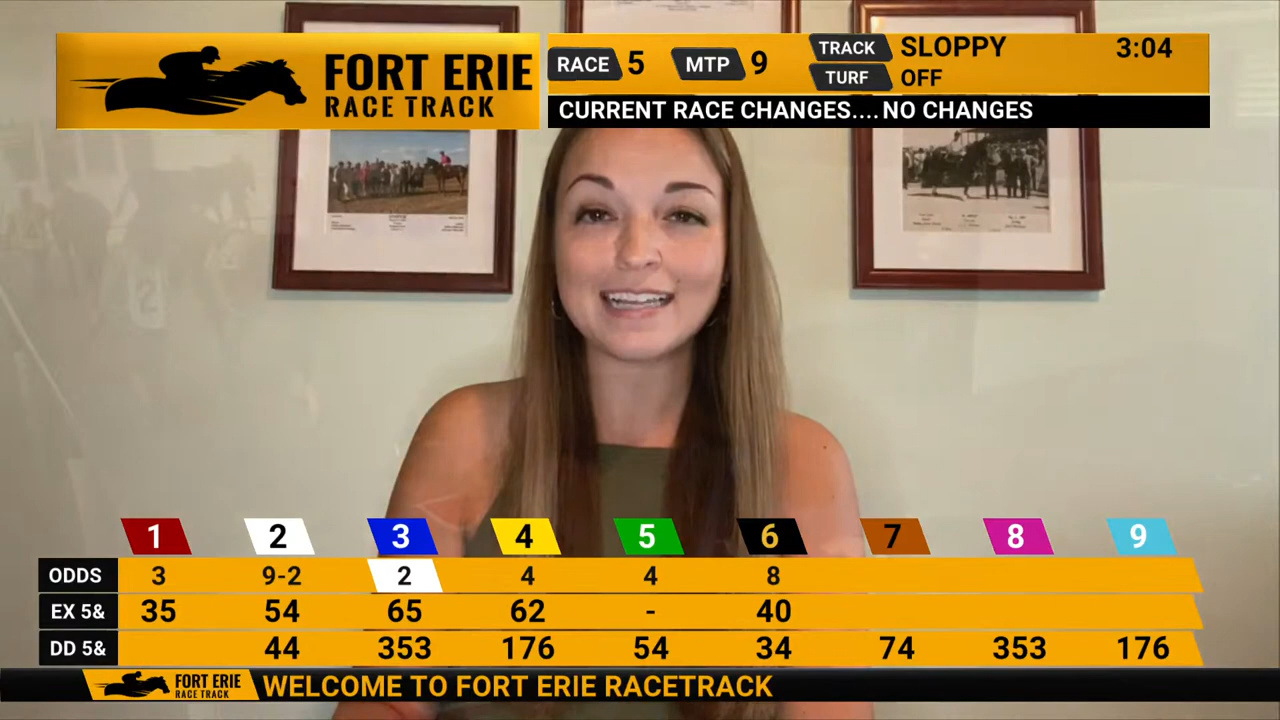 FORT ERIE
RACE TRACK
RACE 5 MTP 9 TRACK SLOPPY 3:04
TURF OFF
CURRENT RACE CHANGES.... NO CHANGES
1 2 3 4 5 6 7 8 9
ODDS 3 9-2 2 4 4 8
EX 5& 35 54 65 62 - 40
DD 5& 44 353 176 54 34 74 353 176
FORT ERIE
RACE TRACK
WELCOME TO FORT ERIE RACETRACK